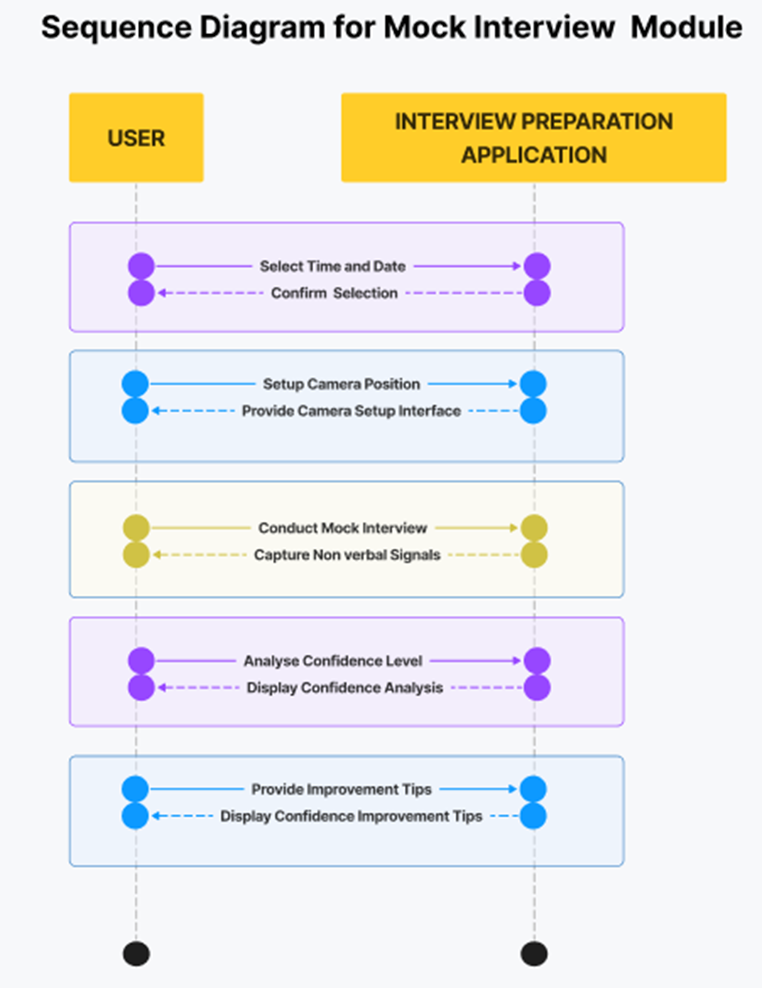 Sequence Diagram for Mock Interview Module
USER
INTERVIEW PREPARATION
APPLICATION
Select Time and Date
Confirm Selection
Setup Camera Position
Provide Camera Setup Interface
Conduct Mock Interview
Capture Non verbal Signals
Analyse Confidence Level
Display Confidence Analysis
Provide Improvement Tips
Display Confidence Improvement Tips